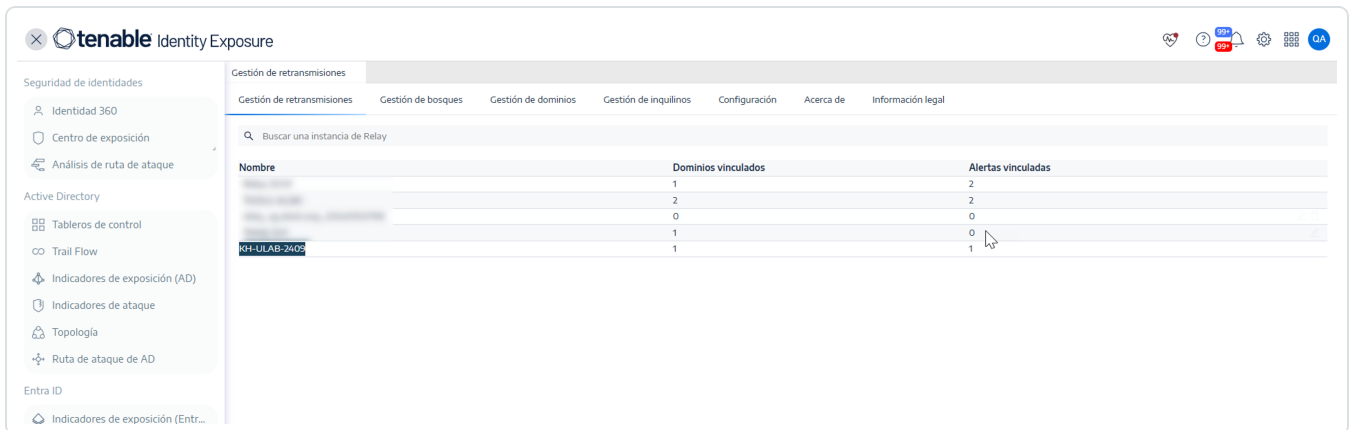 tenable Identity Exposure
99+
99+
QA
Seguridad de identidades
Identidad 360
Centro de exposición
Análisis de ruta de ataque
Active Directory
Tableros de control
Trail Flow
Indicadores de exposición (AD)
Indicadores de ataque
Topología
Ruta de ataque de AD
Entra ID
Indicadores de exposición (Entr...
Gestión de retransmisiones
Gestión de retransmisiones Gestión de bosques Gestión de dominios Gestión de inquilinos Configuración Acerca de Información legal
Buscar una instancia de Relay
Nombre Dominios vinculados Alertas vinculadas
1 2
2 2
0 0
1 0
KH-ULAB-2409 1 1